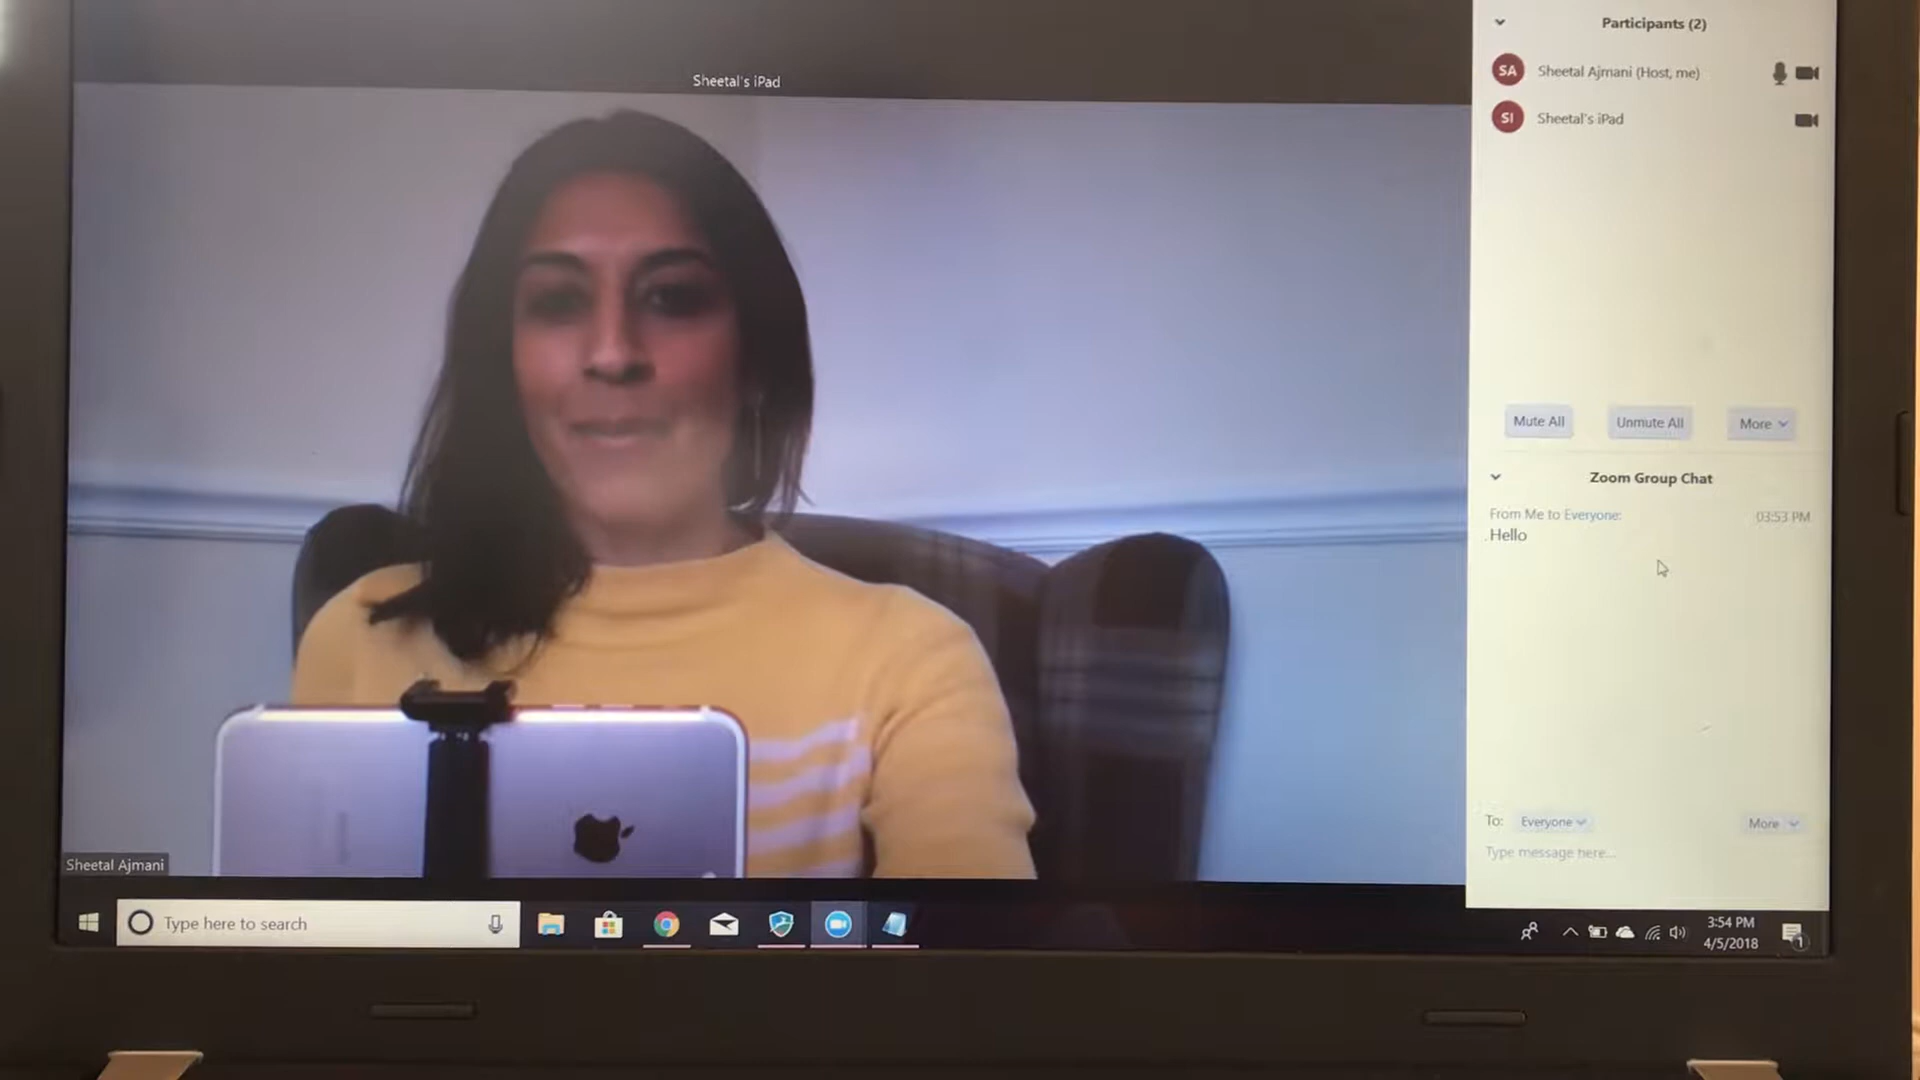 Sheetal's iPad
Sheetal Ajmani
Participants (2)
SA Sheetal Ajmani (Host, me)
SI Sheetal's iPad
Mute All Unmute All More
Zoom Group Chat
From Me to Everyone: 03:53 PM
Hello
To: Everyone More
Type message here...
Type here to search
3:54 PM
4/5/2018
1